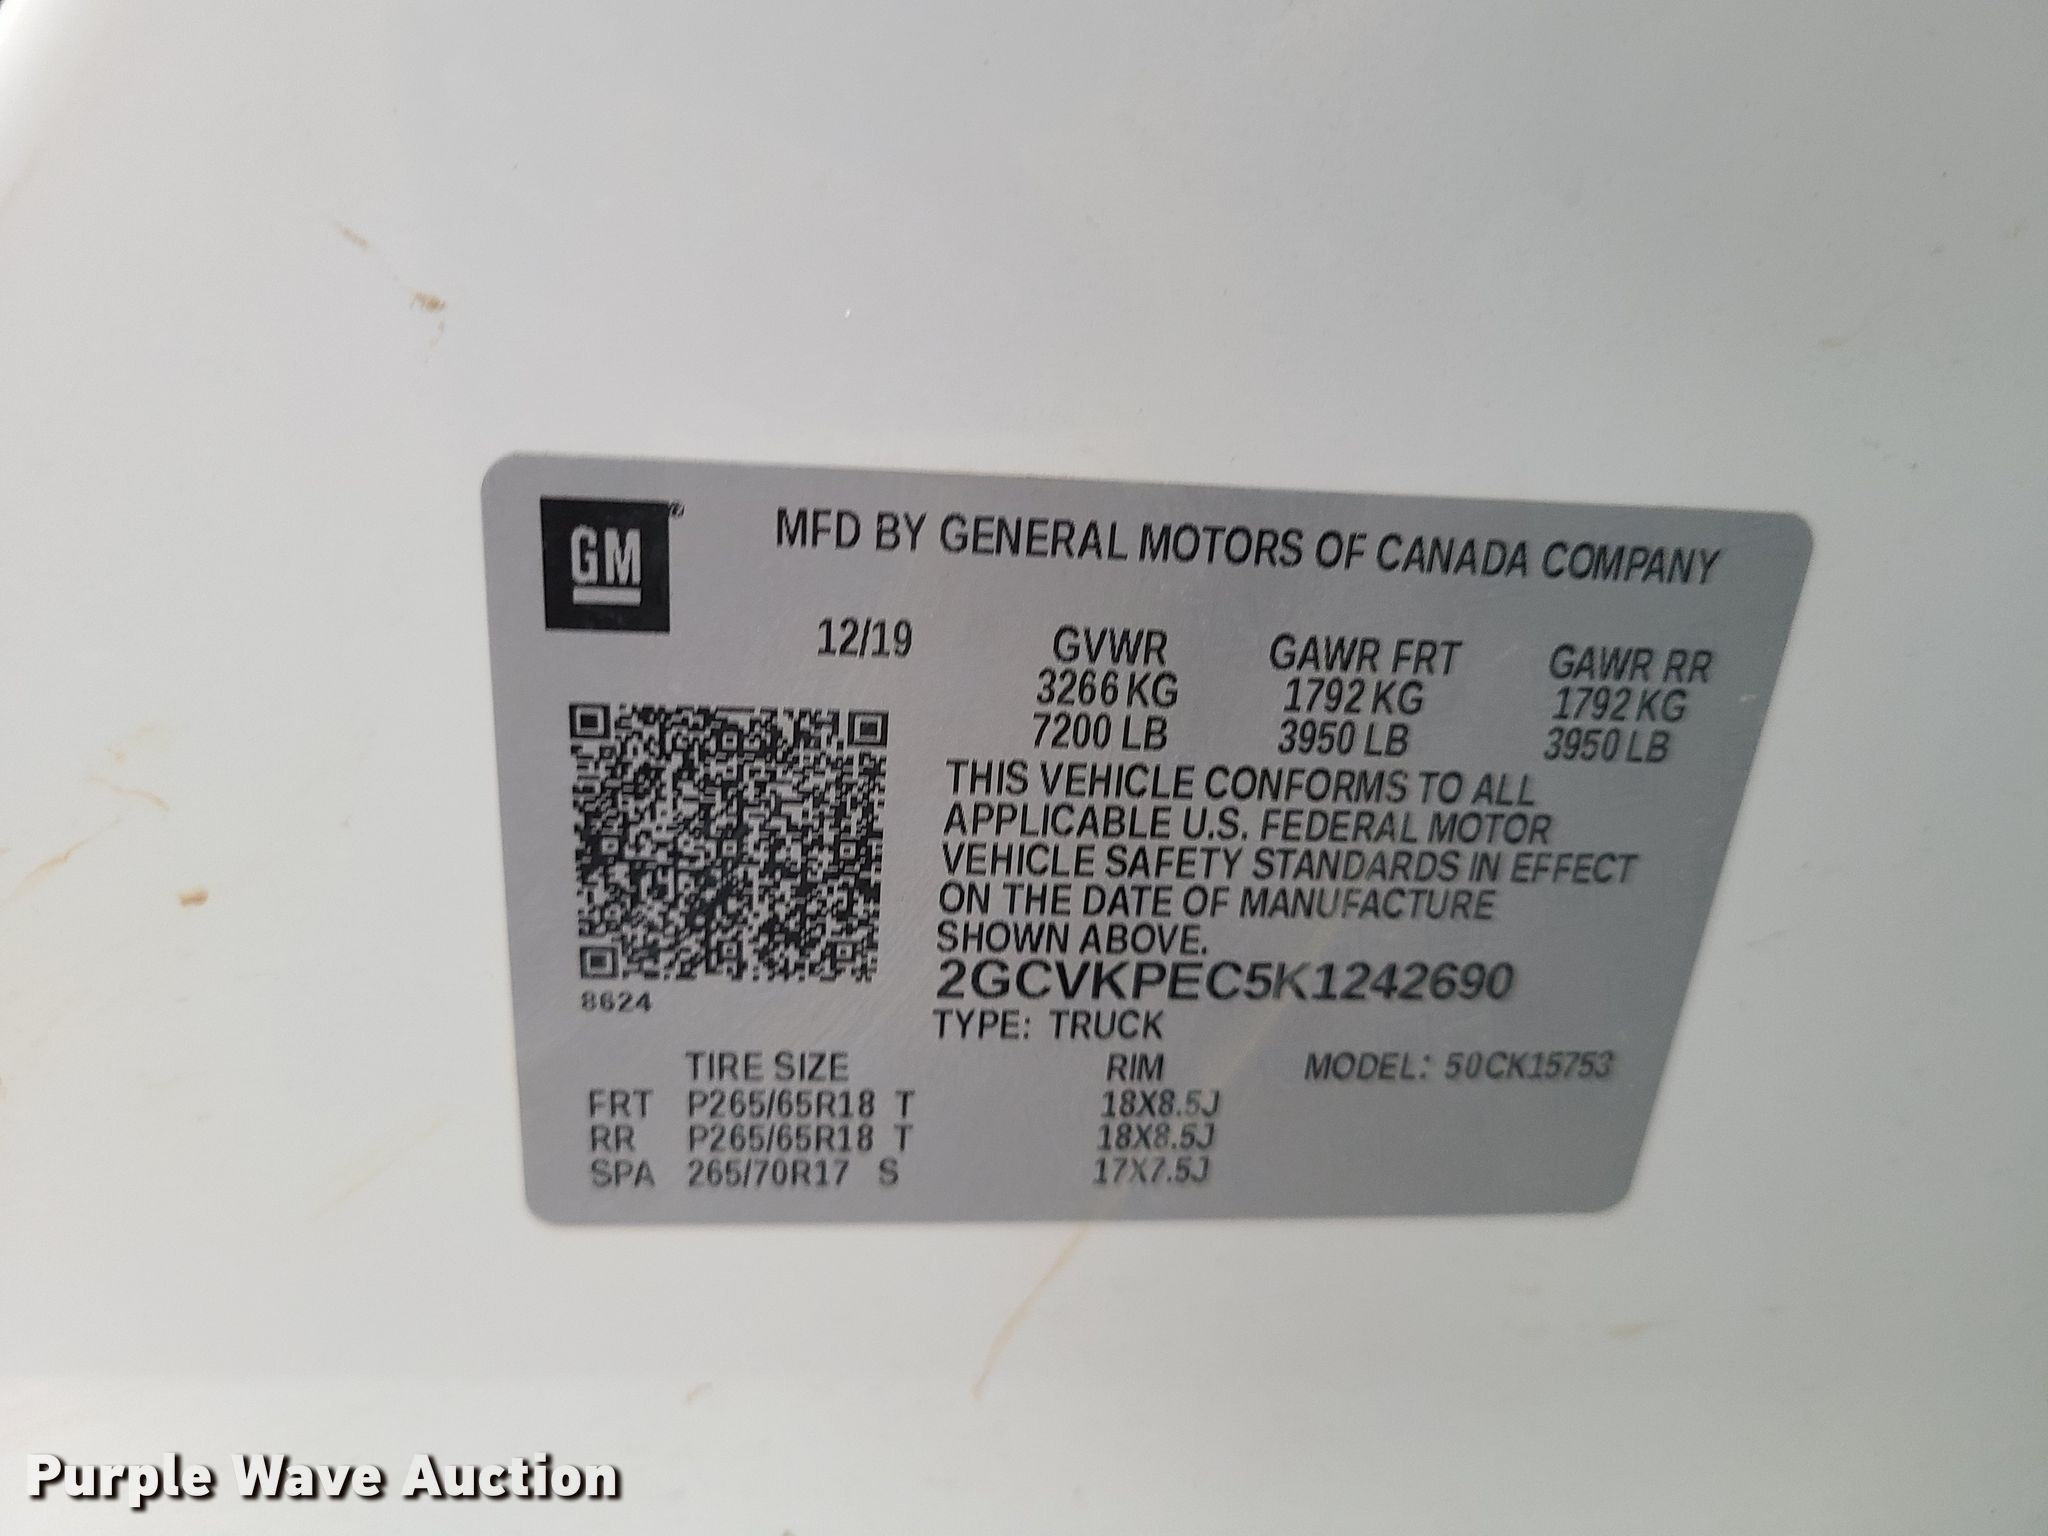 GM
MFD BY GENERAL MOTORS OF CANADA COMPANY
12/19 GVWR GAWR FRT GAWR RR
3266 KG 1792 KG 1792 KG
7200 LB 3950 LB 3950 LB
THIS VEHICLE CONFORMS TO ALL
APPLICABLE U.S. FEDERAL MOTOR
VEHICLE SAFETY STANDARDS IN EFFECT
ON THE DATE OF MANUFACTURE
SHOWN ABOVE.
2GCVKPEC5K1242690
8624
TYPE: TRUCK
TIRE SIZE RIM MODEL: 50CK15753
FRT P265/65R18 T 18X8.5J
RR P265/65R18 T 18X8.5J
SPA 265/70R17 S 17X7.5J
Purple Wave Auction